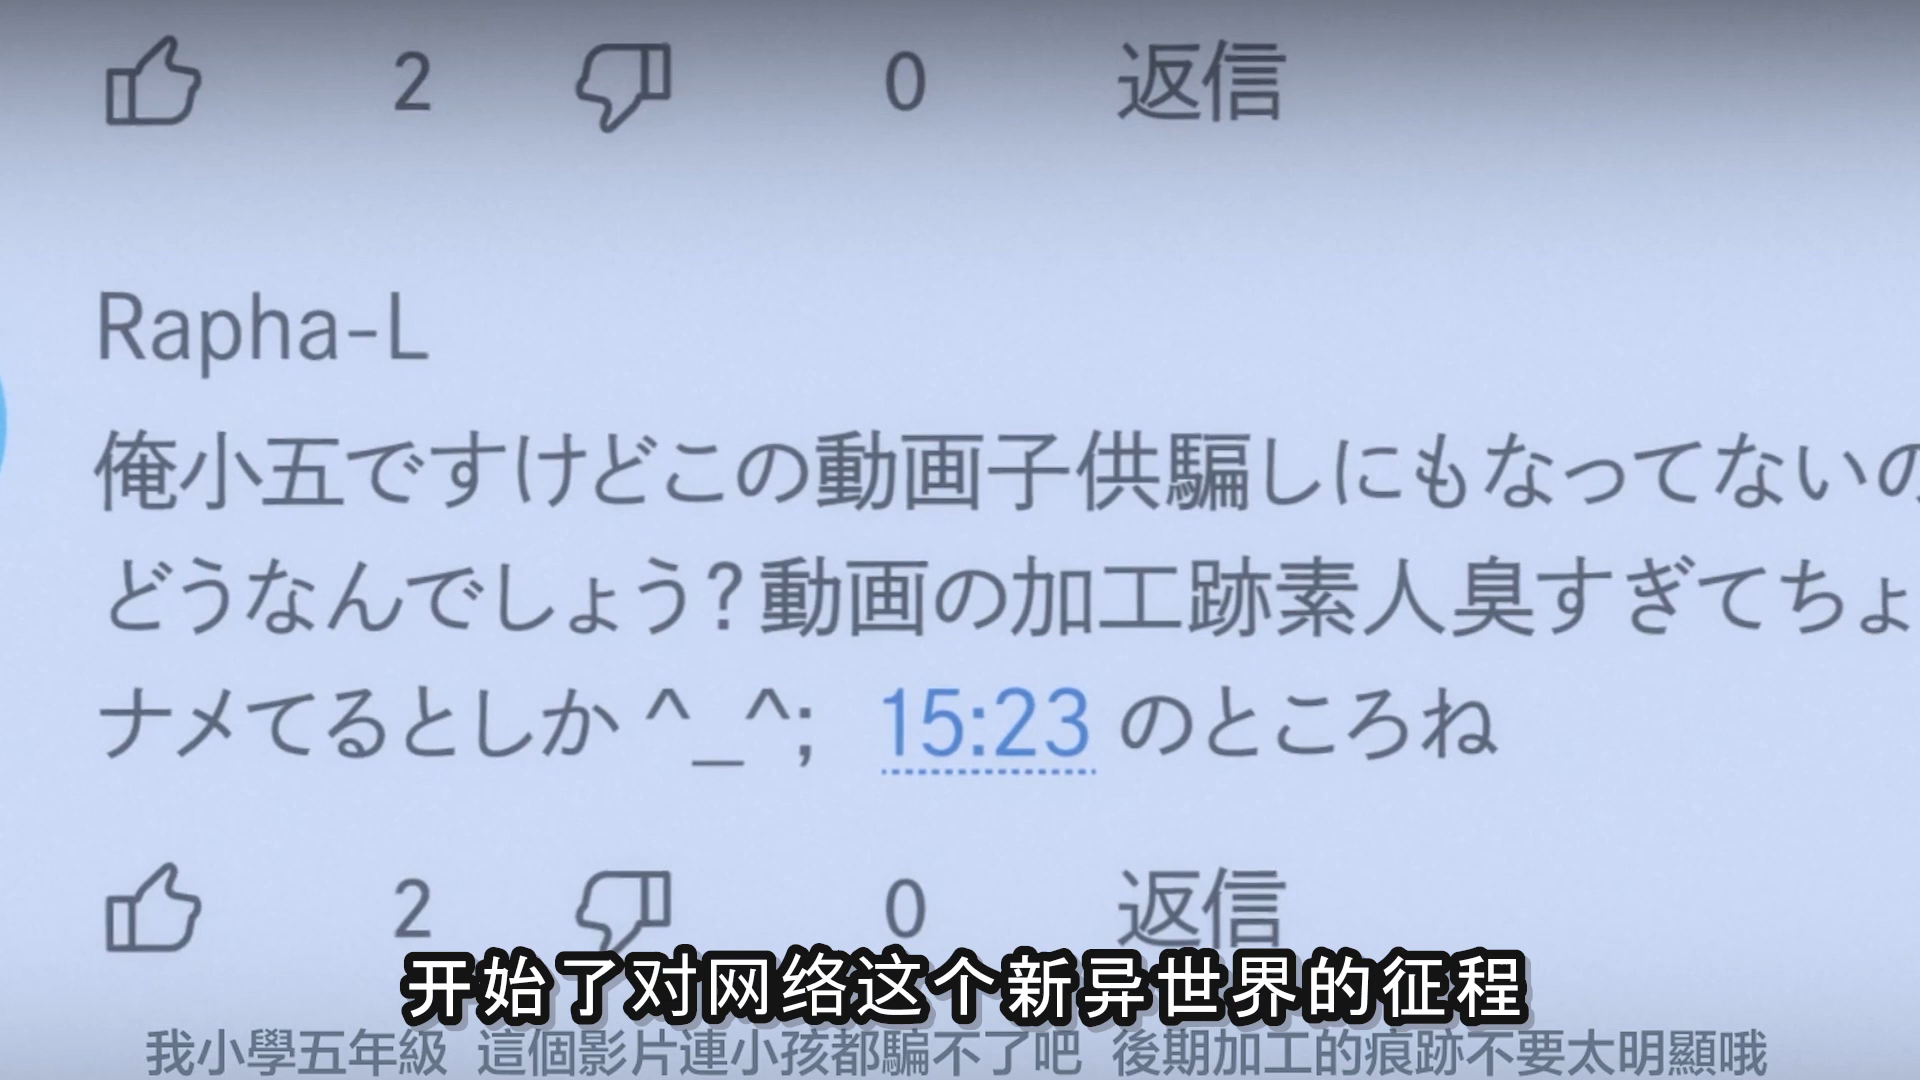 2 0 返信
Rapha-L
俺小五ですけどこの動画子供騙しにもなってないの
どうなんでしょう?動画の加工跡素人臭すぎてちょ
ナメてるとしか ^_^; 15:23 のところね
2 0 返信
开始了对网络这个新异世界的征程
我小學五年級 這個影片連小孩都騙不了吧 後期加工的痕跡不要太明顯哦